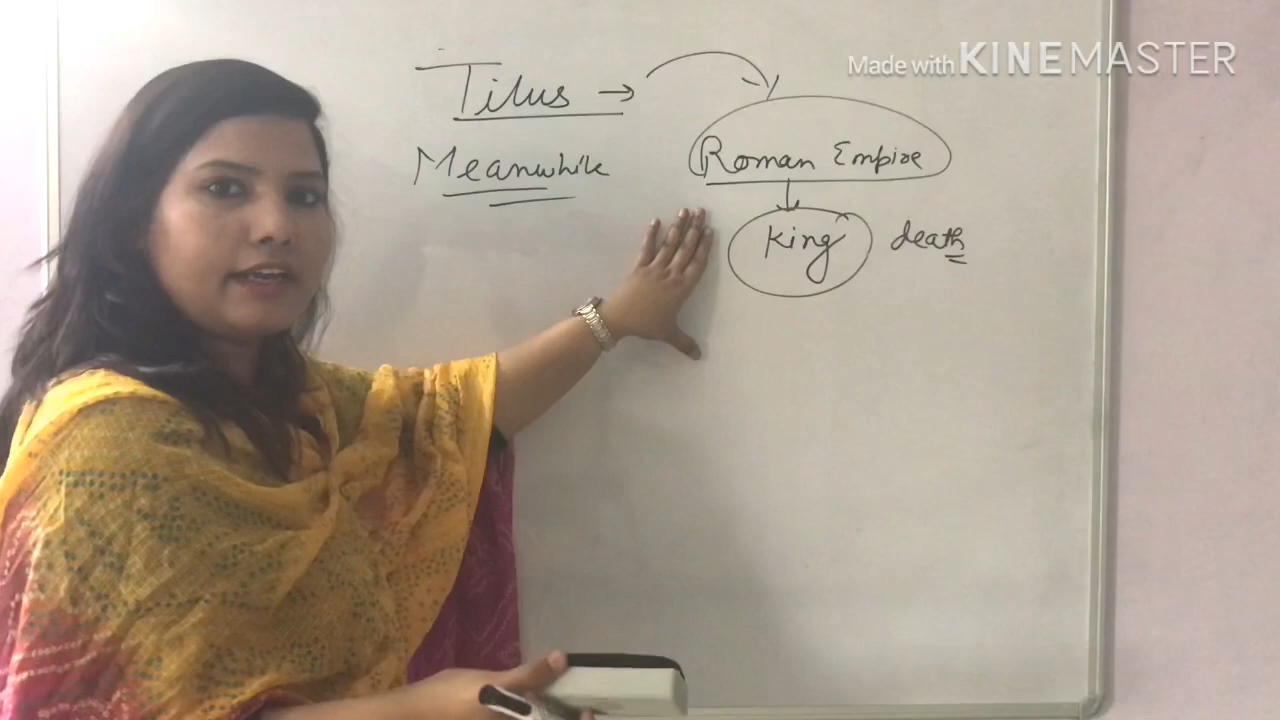 Made with KINEMASTER
Titus →
Meanwhile
Roman Empire
King death